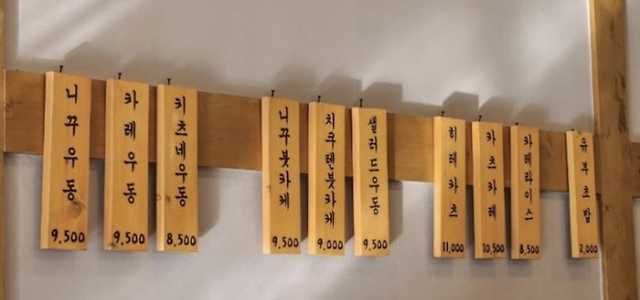 니꾸우동
9,500
카레우동
9,500
키츠네우동
8,500
니꾸붓카케
9,500
치쿠텐붓카케
9,000
샐러드우동
9,500
히레카츠
11,000
카츠카레
10,500
카레라이스
8,500
유부초밥
2,000